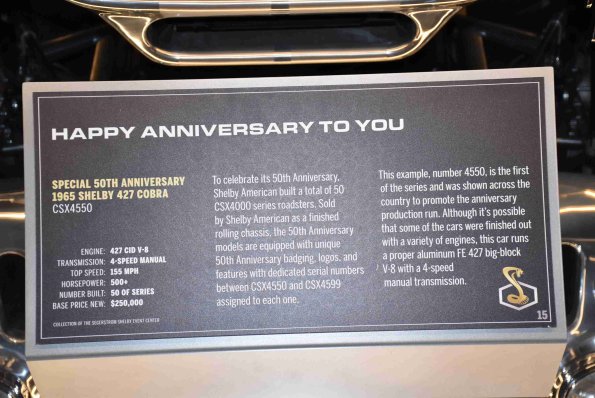 HAPPY ANNIVERSARY TO YOU
SPECIAL 50TH ANNIVERSARY
1965 SHELBY 427 COBRA
CSX4550
ENGINE: 427 CID V-8
TRANSMISSION: 4-SPEED MANUAL
TOP SPEED: 155 MPH
HORSEPOWER: 500+
NUMBER BUILT: 50 OF SERIES
BASE PRICE NEW: $250,000
COLLECTION OF THE SEGERSTROM SHELBY EVENT CENTER
To celebrate its 50th Anniversary,
Shelby American built a total of 50
CSX4000 series roadsters. Sold
by Shelby American as a finished
rolling chassis, the 50th Anniversary
models are equipped with unique
50th Anniversary badging, logos, and
features with dedicated serial numbers
between CSX4550 and CSX4599
assigned to each one.
This example, number 4550, is the first
of the series and was shown across the
country to promote the anniversary
production run. Although it's possible
that some of the cars were finished out
with a variety of engines, this car runs
a proper aluminum FE 427 big-block
V-8 with a 4-speed
manual transmission.
15